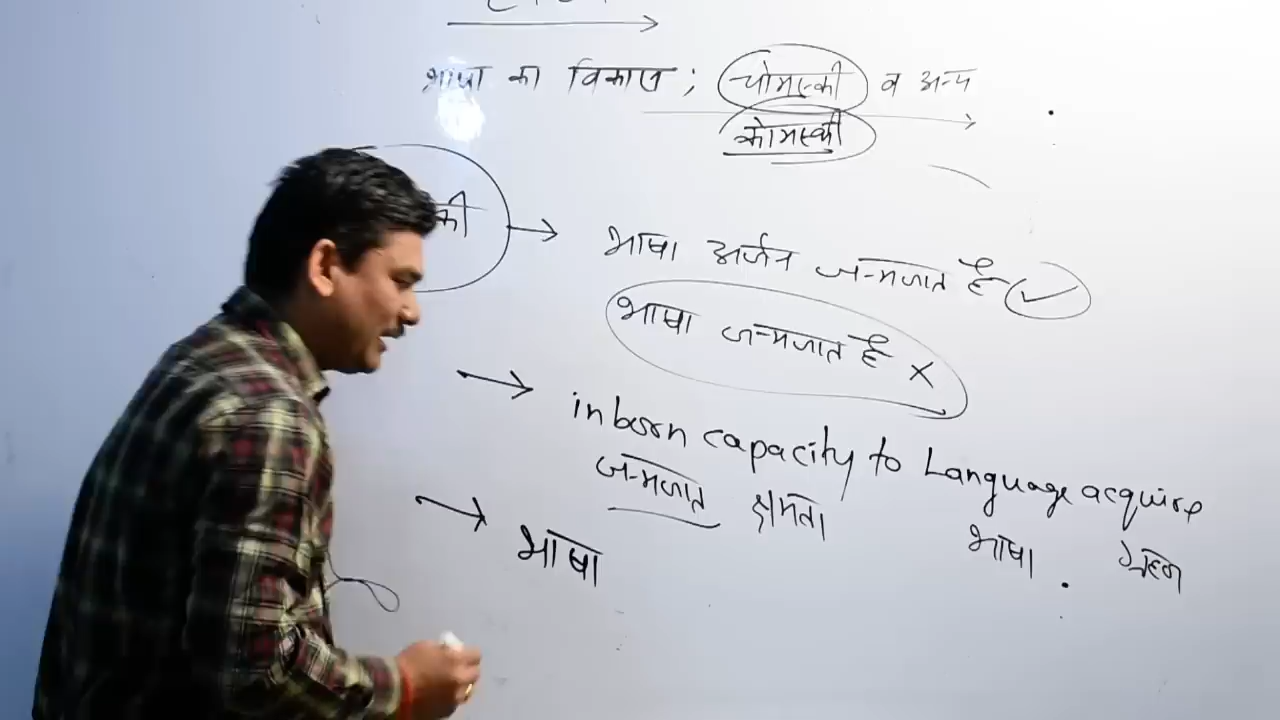 भाषा का विकास ; चोमस्की व अन्य
कोमस्की
की → भाषा अर्जन जन्मजात है ✓
भाषा जन्मजात है ×
→ inborn capacity to Language acquire
जन्मजात क्षमता भाषा ग्रहण
→ भाषा